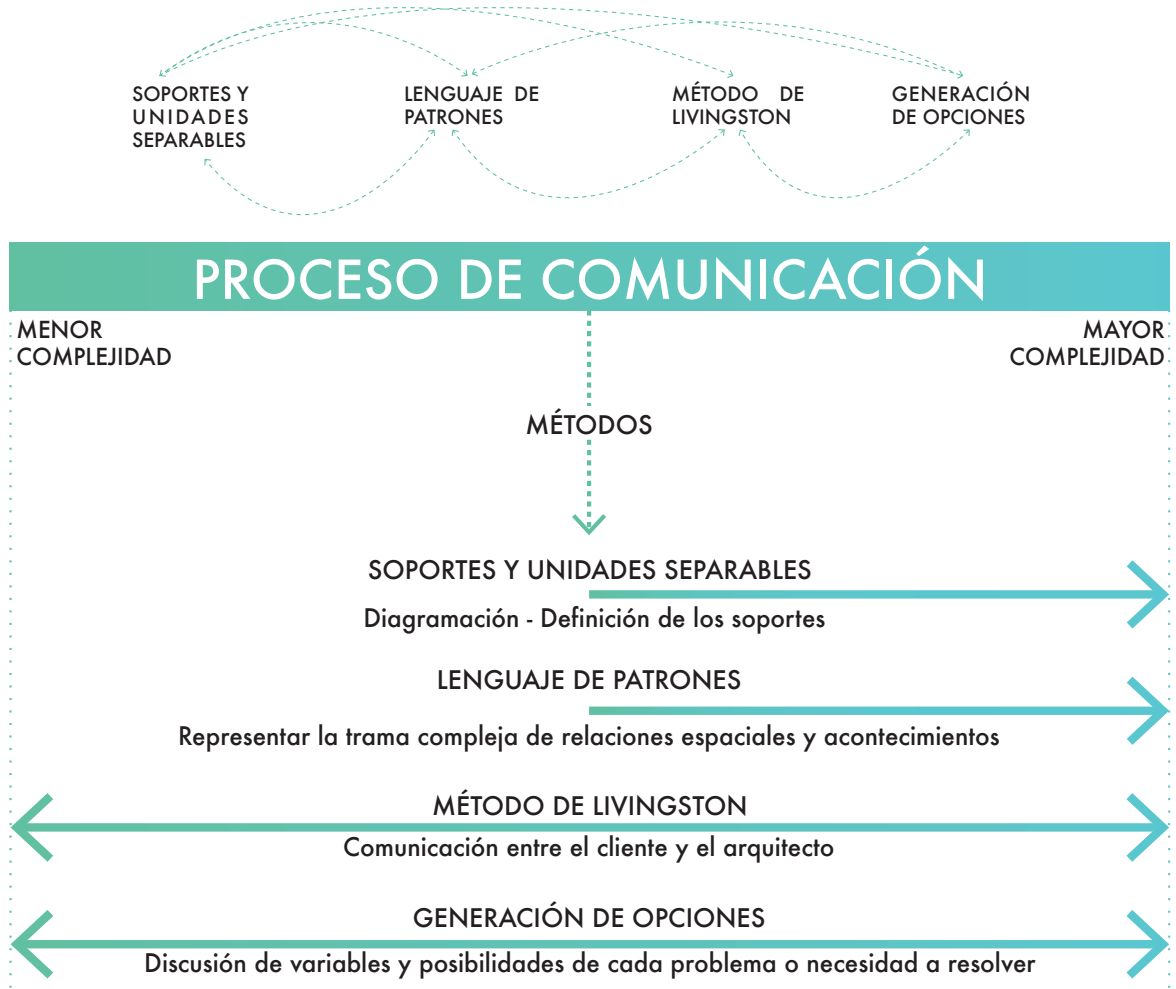 SOPORTES Y
UNIDADES
SEPARABLES
LENGUAJE DE
PATRONES
MÉTODO DE
LIVINGSTON
GENERACIÓN
DE OPCIONES
PROCESO DE COMUNICACIÓN
MENOR
COMPLEJIDAD
MAYOR
COMPLEJIDAD
MÉTODOS
SOPORTES Y UNIDADES SEPARABLES
Diagramación - Definición de los soportes
LENGUAJE DE PATRONES
Representar la trama compleja de relaciones espaciales y acontecimientos
MÉTODO DE LIVINGSTON
Comunicación entre el cliente y el arquitecto
GENERACIÓN DE OPCIONES
Discusión de variables y posibilidades de cada problema o necesidad a resolver